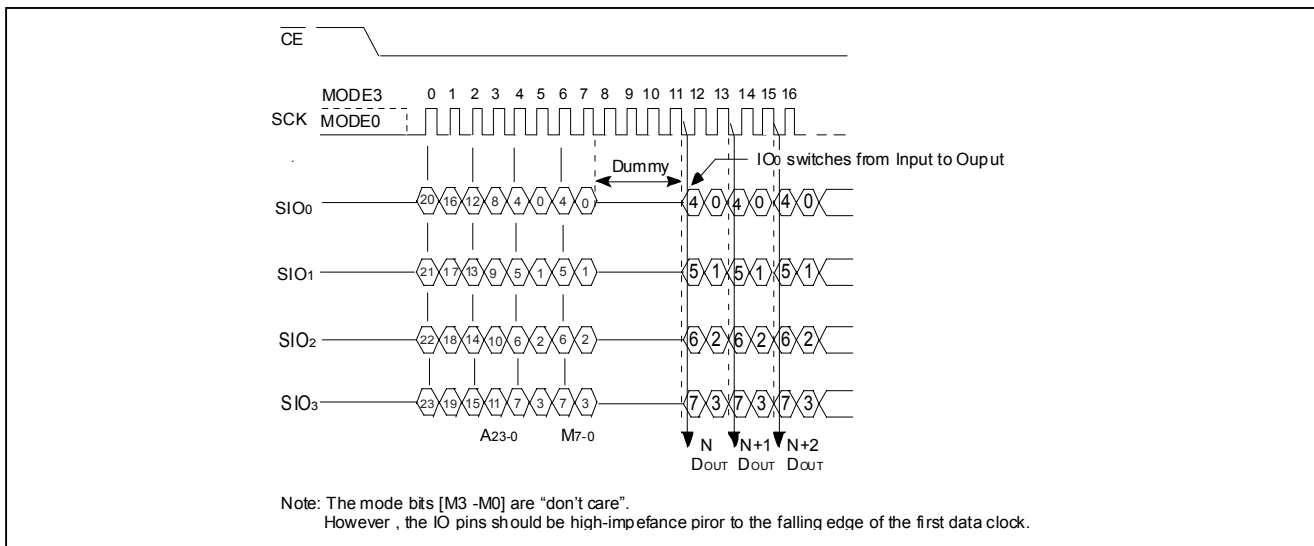 CE
MODE3 0 1 2 3 4 5 6 7 8 9 10 11 12 13 14 15 16
SCK MODE0
Dummy
IO0 switches from Input to Ouput
SIO0 20 16 12 8 4 0 4 0 4 0 4 0 4 0
SIO1 21 17 13 9 5 1 5 1 5 1 5 1 5 1
SIO2 22 18 14 10 6 2 6 2 6 2 6 2 6 2
SIO3 23 19 15 11 7 3 7 3 7 3 7 3 7 3
A23-0 M7-0 N N+1 N+2
DOUT DOUT DOUT
Note: The mode bits [M3 -M0] are “don't care”.
However , the IO pins should be high-impefance piror to the falling edge of the first data clock.